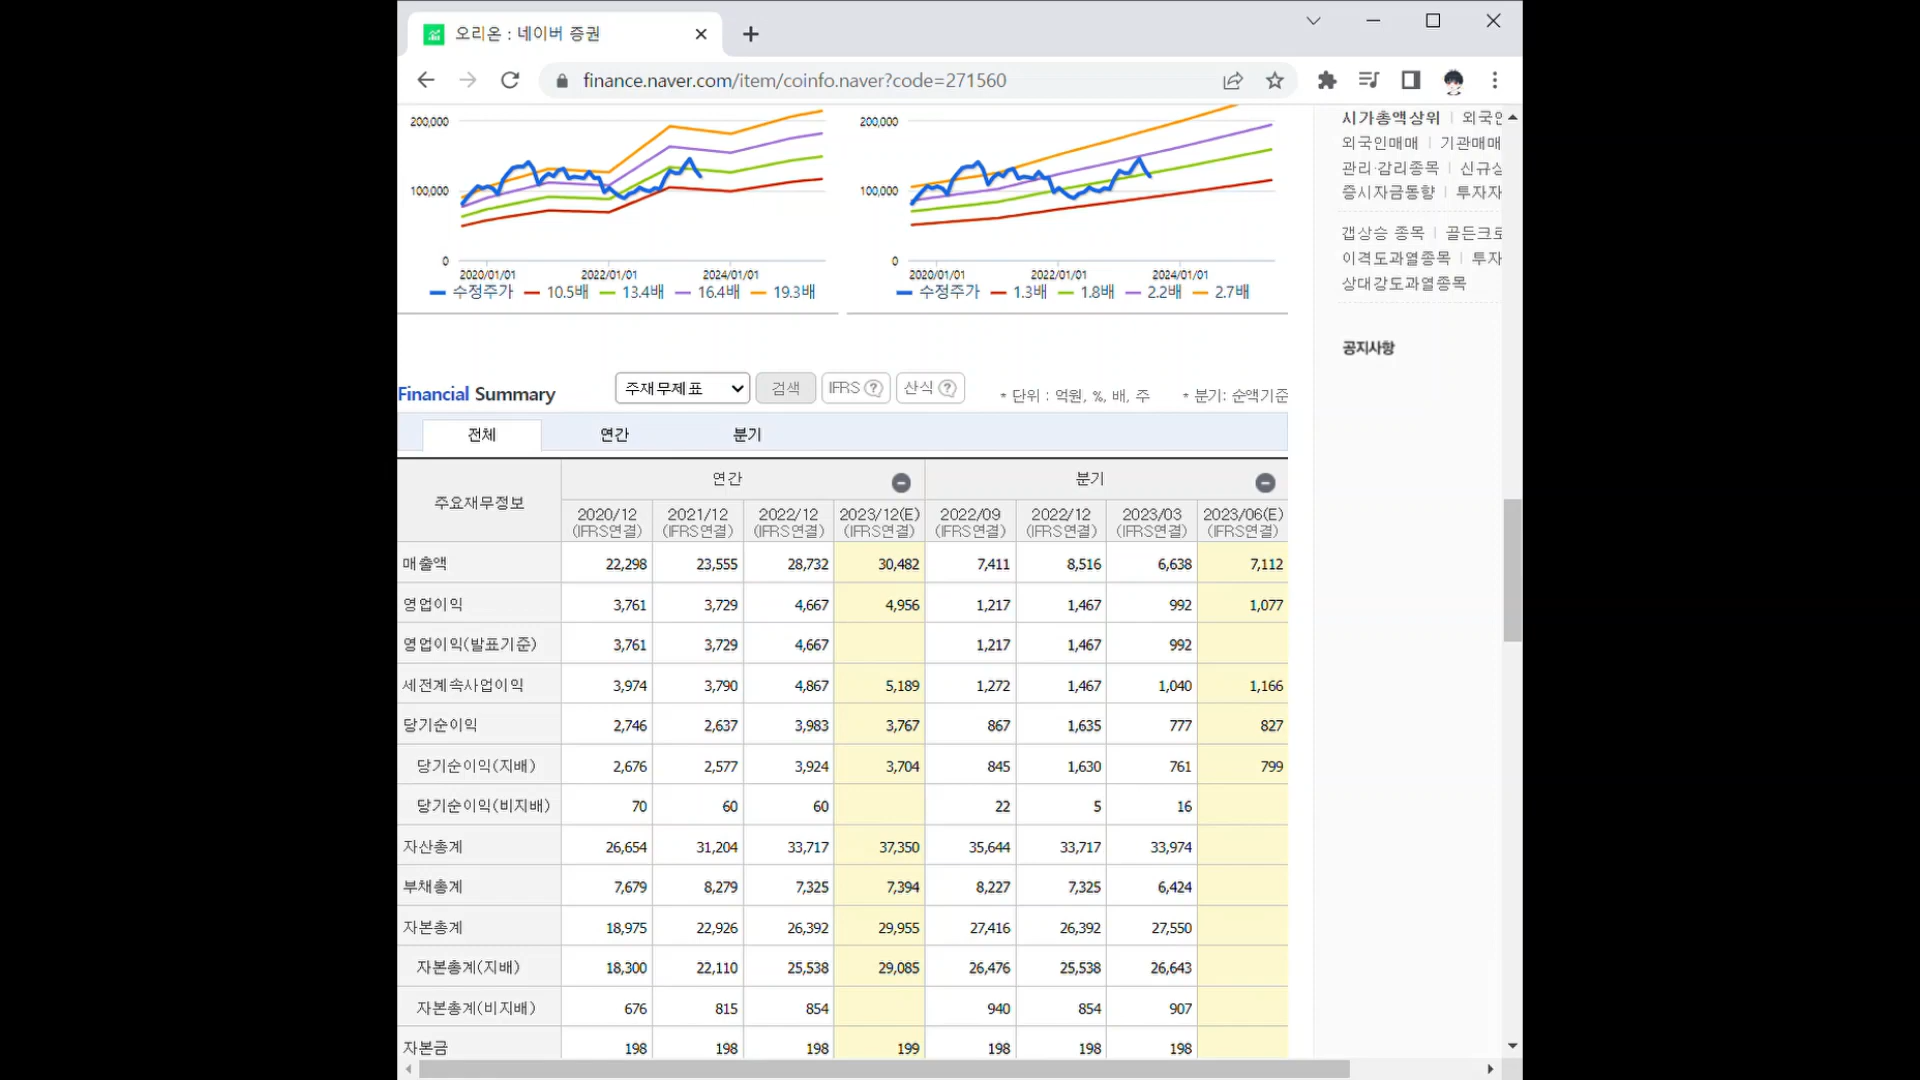 오리온 : 네이버 증권
finance.naver.com/item/coinfo.naver?code=271560
200,000
100,000
0
2020/01/01 2022/01/01 2024/01/01
수정주가 10.5배 13.4배 16.4배 19.3배
200,000
100,000
0
2020/01/01 2022/01/01 2024/01/01
수정주가 1.3배 1.8배 2.2배 2.7배
시가총액상위 | 외국인
외국인매매 | 기관매매
관리·감리종목 | 신규상
증시자금동향 | 투자자
갭상승 종목 | 골든크로
이격도과열종목 | 투자
상대강도과열종목
공지사항
Financial Summary 주재무제표 검색 IFRS ? 산식 ? * 단위 : 억원, %, 배, 주 * 분기: 순액기준
전체 연간 분기
주요재무정보 연간 분기
2020/12 2021/12 2022/12 2023/12(E) 2022/09 2022/12 2023/03 2023/06(E)
(IFRS연결) (IFRS연결) (IFRS연결) (IFRS연결) (IFRS연결) (IFRS연결) (IFRS연결) (IFRS연결)
매출액 22,298 23,555 28,732 30,482 7,411 8,516 6,638 7,112
영업이익 3,761 3,729 4,667 4,956 1,217 1,467 992 1,077
영업이익(발표기준) 3,761 3,729 4,667 1,217 1,467 992
세전계속사업이익 3,974 3,790 4,867 5,189 1,272 1,467 1,040 1,166
당기순이익 2,746 2,637 3,983 3,767 867 1,635 777 827
당기순이익(지배) 2,676 2,577 3,924 3,704 845 1,630 761 799
당기순이익(비지배) 70 60 60 22 5 16
자산총계 26,654 31,204 33,717 37,350 35,644 33,717 33,974
부채총계 7,679 8,279 7,325 7,394 8,227 7,325 6,424
자본총계 18,975 22,926 26,392 29,955 27,416 26,392 27,550
자본총계(지배) 18,300 22,110 25,538 29,085 26,476 25,538 26,643
자본총계(비지배) 676 815 854 940 854 907
자본금 198 198 198 199 198 198 198